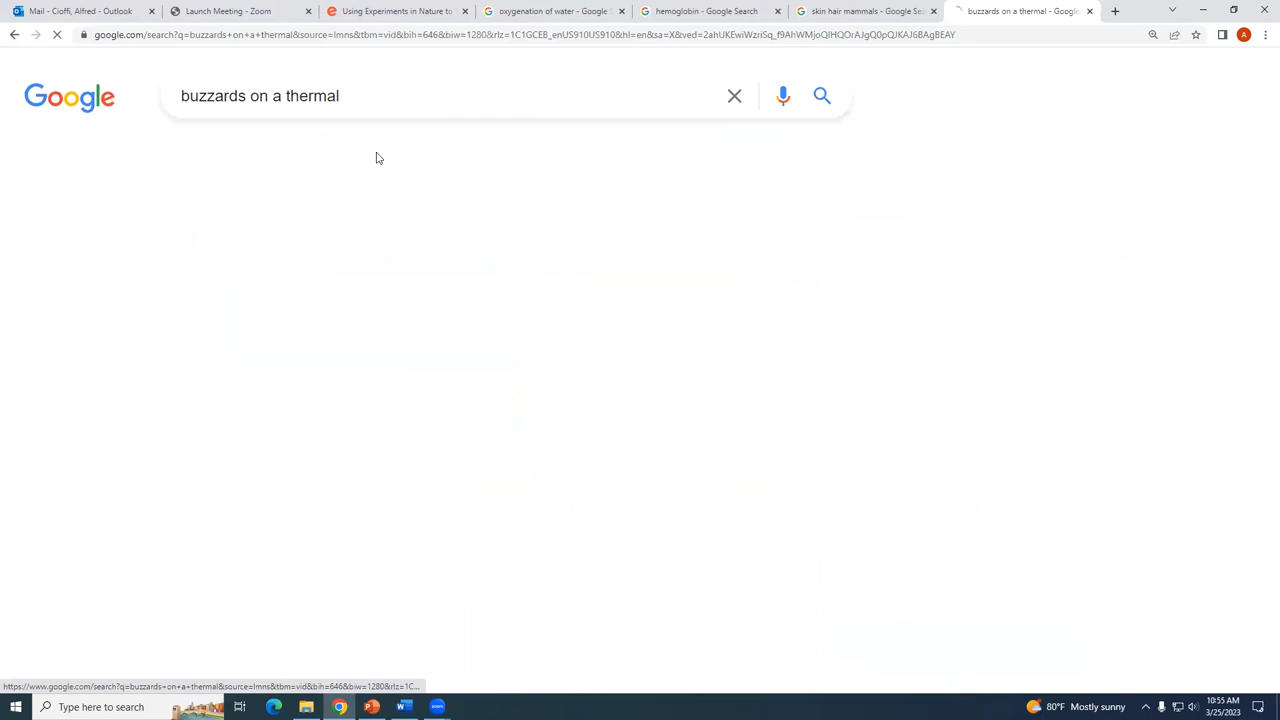 Mail - Cioffi, Alfred - Outlook
Launch Meeting - Zoom
Using Experiments in Nature to
oxygenation of water - Google S
hemoglobin - Google Search
skin hair mammals - Google Sea
buzzards on a thermal - Google
google.com/search?q=buzzards+on+a+thermal&source=lmns&tbm=vid&bih=646&biw=1280&rlz=1C1GCEB_enUS910US910&hl=en&sa=X&ved=2ahUKEwiWzriSq_f9AhWMjoQIHQOrAJgQ0pQJKAJ6BAgBEAY
A
Google
buzzards on a thermal
https://www.google.com/search?q=buzzards+on+a+thermal&source=lmns&tbm=vid&bih=646&biw=1280&rlz=1C...
Type here to search
zoom
80°F Mostly sunny
10:55 AM
3/25/2023